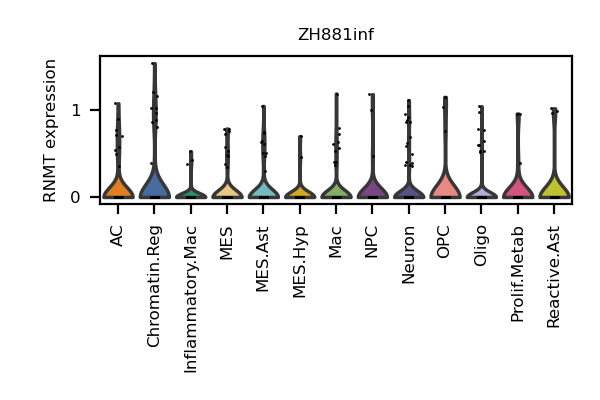 ZH881inf
RNMT expression
1
0
AC
Chromatin.Reg
Inflammatory.Mac
MES
MES.Ast
MES.Hyp
Mac
NPC
Neuron
OPC
Oligo
Prolif.Metab
Reactive.Ast